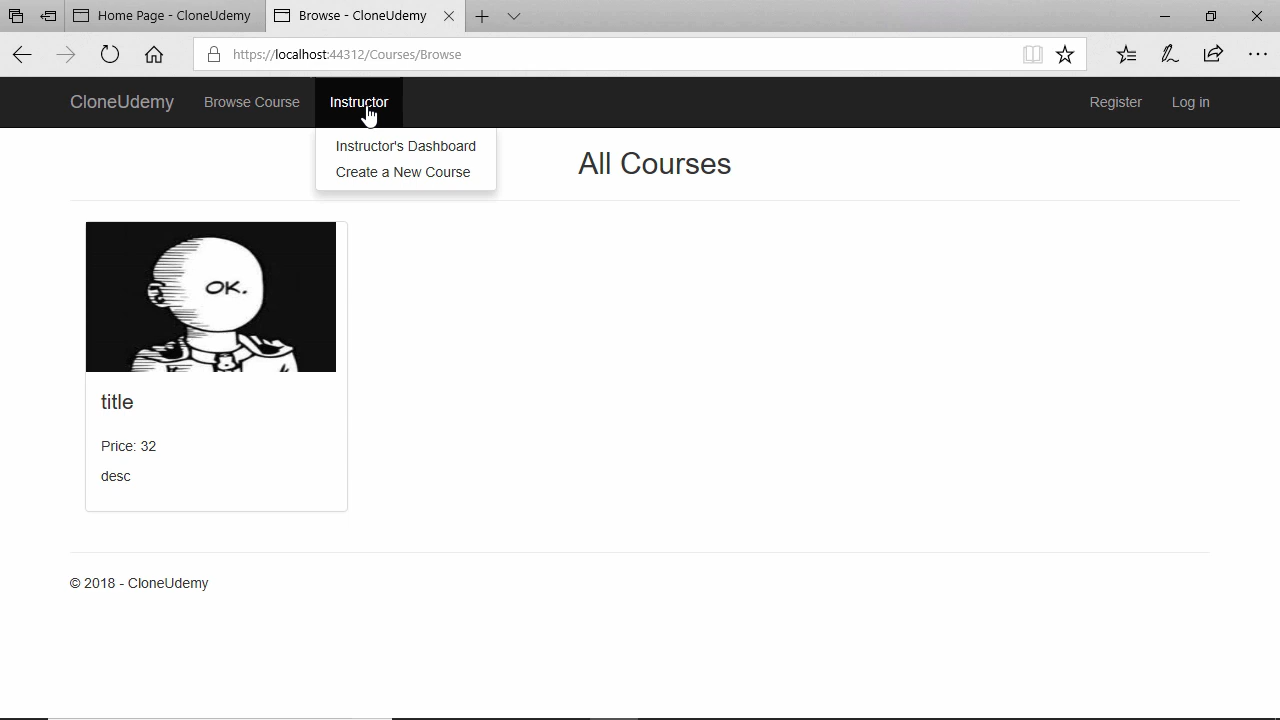 Home Page - CloneUdemy
Browse - CloneUdemy
https://localhost:44312/Courses/Browse
CloneUdemy
Browse Course
Instructor
Register
Log in
Instructor's Dashboard
Create a New Course
All Courses
OK.
title
Price: 32
desc
© 2018 - CloneUdemy